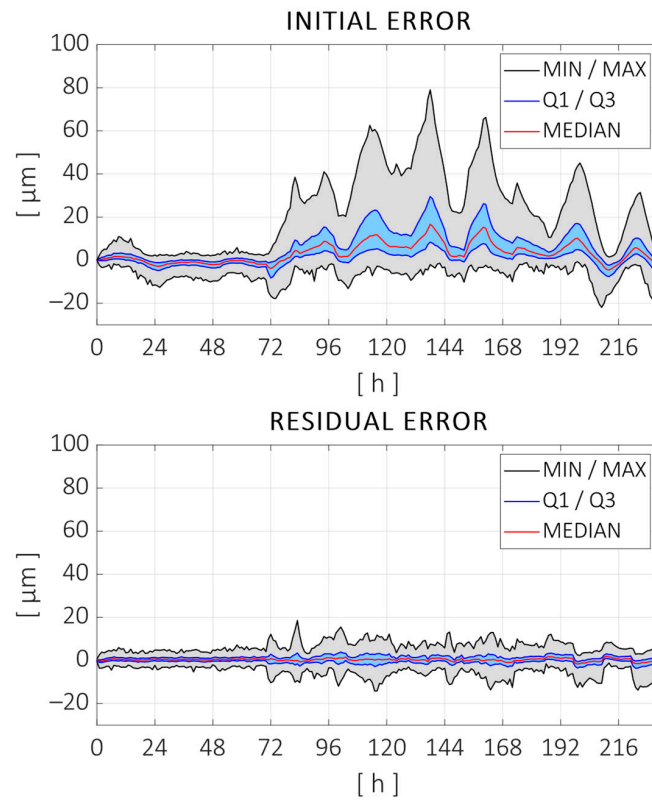 INITIAL ERROR
100
80
60
40
20
0
−20
[ µm ]
MIN / MAX
Q1 / Q3
MEDIAN
0 24 48 72 96 120 144 168 192 216
[ h ]
RESIDUAL ERROR
100
80
60
40
20
0
−20
[ µm ]
MIN / MAX
Q1 / Q3
MEDIAN
0 24 48 72 96 120 144 168 192 216
[ h ]